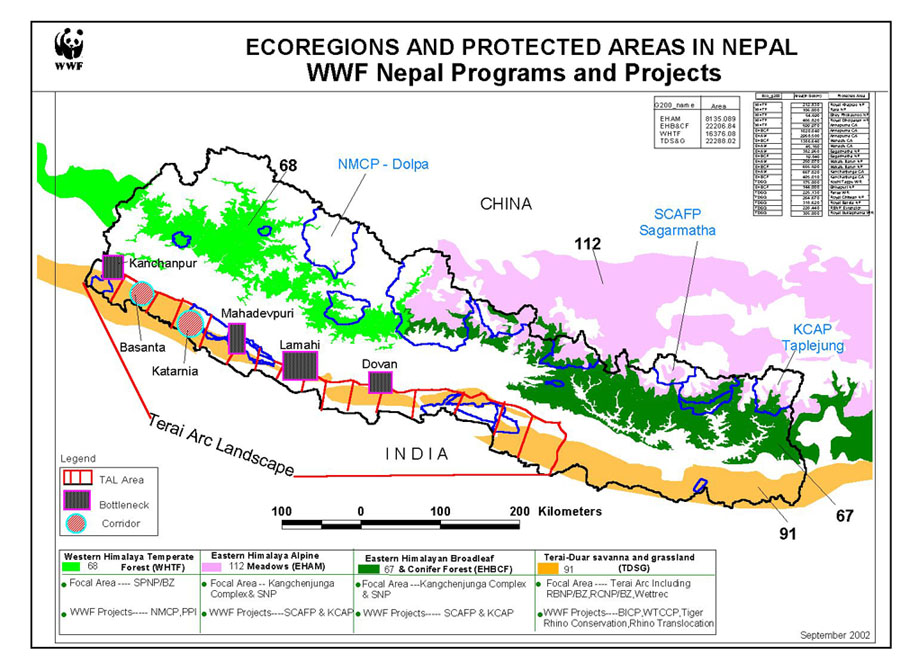 WWF
ECOREGIONS AND PROTECTED AREAS IN NEPAL
WWF Nepal Programs and Projects
G200_name Area
EHAM 8135.089
EHB&CF 22206.84
WHTF 16376.08
TDS&G 22288.02
68
NMCP - Dolpa
CHINA
SCAFP
Sagarmatha
112
KCAP
Taplejung
Kanchanpur
Mahadevpuri
Basanta
Lamahi
Katarnia
Dovan
Terai Arc Landscape
INDIA
67
91
Legend
TAL Area
Bottleneck
Corridor
100 0 100 200 Kilometers
Western Himalaya Temperate
68 Forest (WHTF)
Focal Area ---- SPNP/BZ
WWF Projects----- NMCP,PPI
Eastern Himalaya Alpine
112 Meadows (EHAM)
Focal Area -- Kangchenjunga
Complex& SNP
WWF Projects----SCAFP & KCAP
Eastern Himalayan Broadleaf
67 & Conifer Forest (EHBCF)
Focal Area ---Kangchenjunga Complex
& SNP
WWF Projects---- SCAFP & KCAP
Terai-Duar savanna and grassland
91 (TDSG)
Focal Area ---- Terai Arc Including
RBNP/BZ,RCNP/BZ,Wettrec
WWF Projects----BICP,WTCCP,Tiger
Rhino Conservation,Rhino Translocation
September 2002